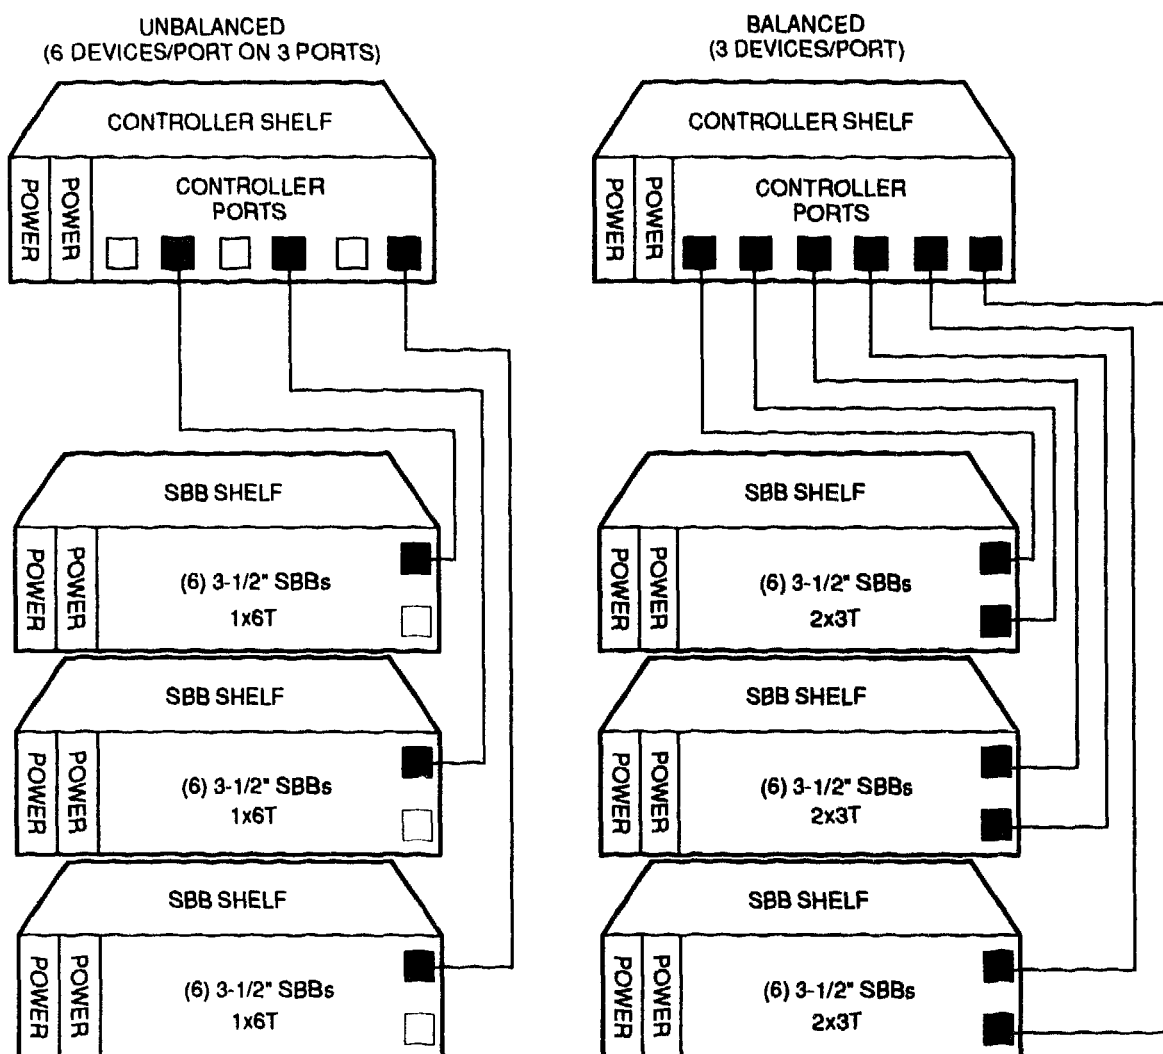 UNBALANCED
(6 DEVICES/PORT ON 3 PORTS)
CONTROLLER SHELF
POWER
POWER
CONTROLLER
PORTS
SBB SHELF
POWER
POWER
(6) 3-1/2" SBBs
1x6T
SBB SHELF
POWER
POWER
(6) 3-1/2" SBBs
1x6T
SBB SHELF
POWER
POWER
(6) 3-1/2" SBBs
1x6T
BALANCED
(3 DEVICES/PORT)
CONTROLLER SHELF
POWER
POWER
CONTROLLER
PORTS
SBB SHELF
POWER
POWER
(6) 3-1/2" SBBs
2x3T
SBB SHELF
POWER
POWER
(6) 3-1/2" SBBs
2x3T
SBB SHELF
POWER
POWER
(6) 3-1/2" SBBs
2x3T